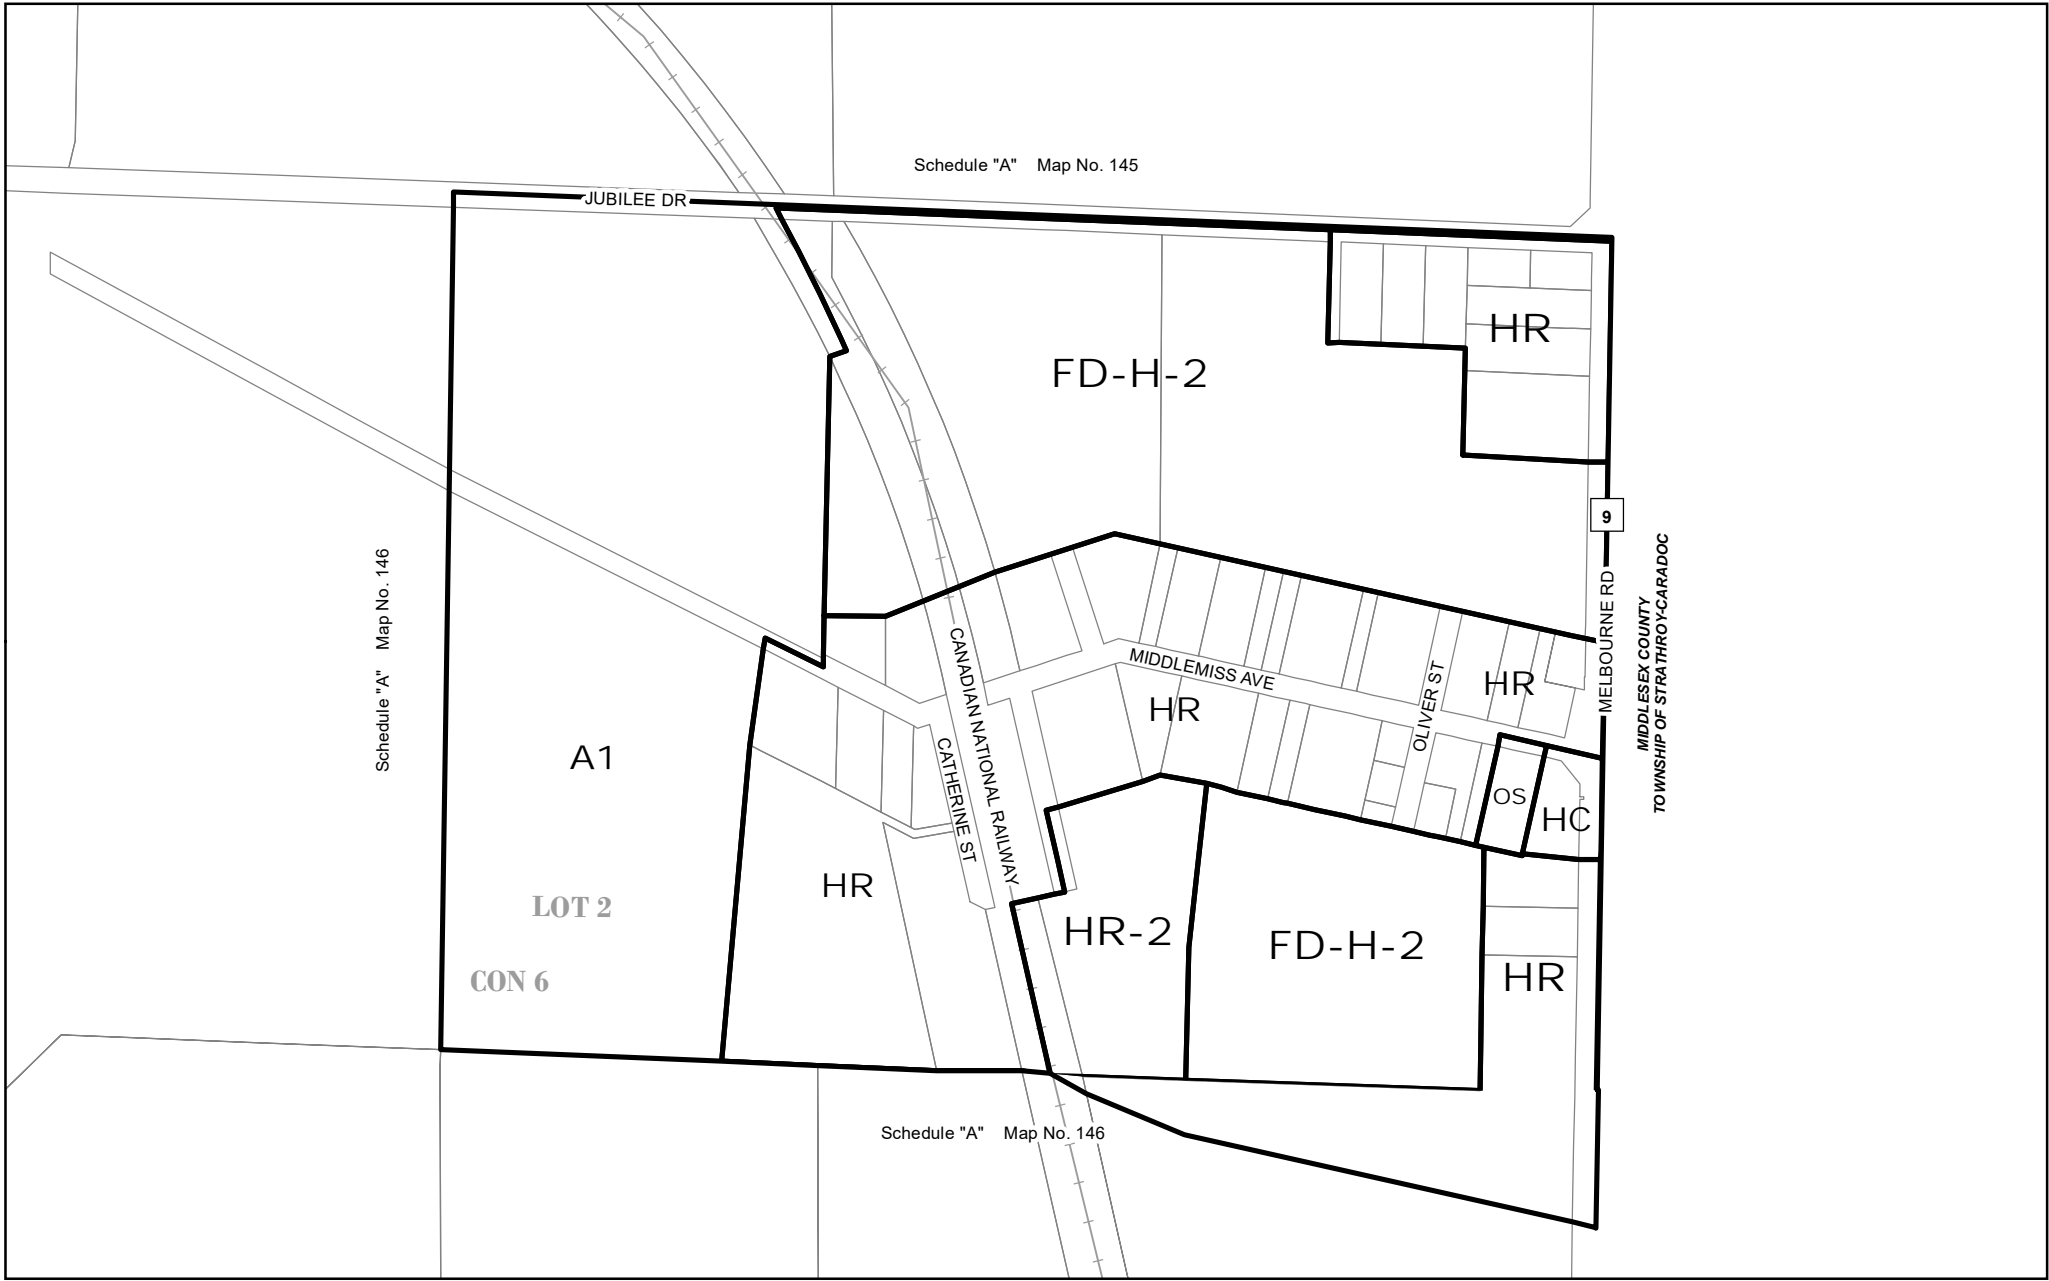 Schedule "A" Map No. 145
JUBILEE DR
HR
FD-H-2
9
MIDDLESEX COUNTY
TOWNSHIP OF STRATHROY-CARADOC
MELBOURNE RD
Schedule "A" Map No. 146
CANADIAN NATIONAL RAILWAY
MIDDLEMISS AVE
OLIVER ST
HR
HR
A1
CATHERINE ST
OS
HC
HR
LOT 2
HR-2
FD-H-2
HR
CON 6
Schedule "A" Map No. 146